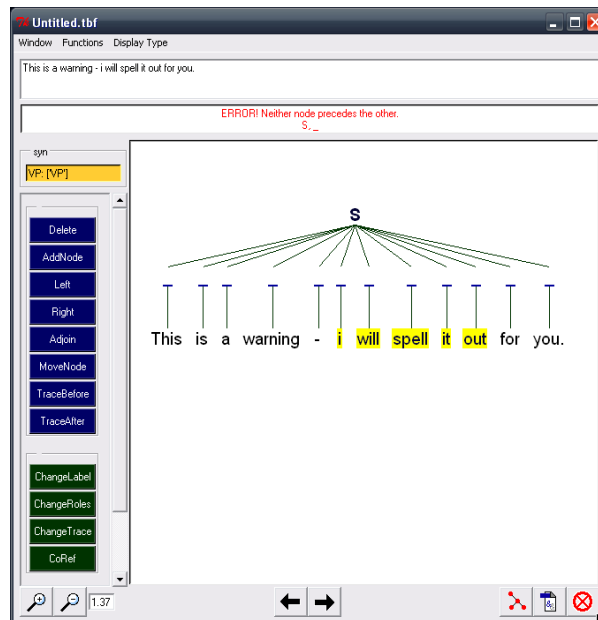 Untitled.tbf
Window Functions Display Type
This is a warning - i will spell it out for you.
ERROR! Neither node precedes the other.
S, _
syn
VP: ['VP']
Delete
AddNode
Left
Right
Adjoin
MoveNode
TraceBefore
TraceAfter
ChangeLabel
ChangeRoles
ChangeTrace
CoRef
S
This is a warning - i will spell it out for you.
1.37